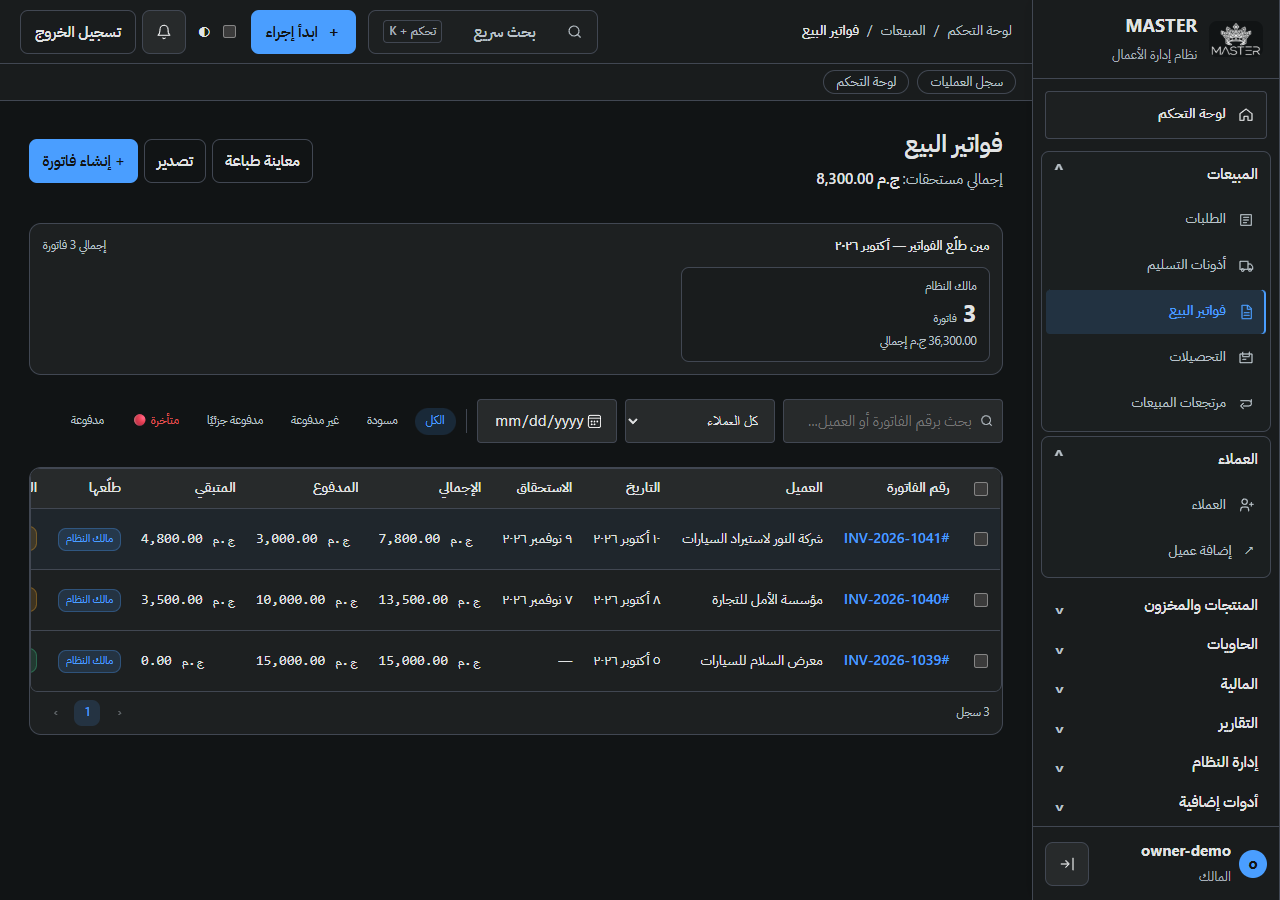 MASTER
MASTER
نظام إدارة الأعمال
لوحة التحكم
المبيعات
الطلبات
أذونات التسليم
فواتير البيع
التحصيلات
مرتجعات المبيعات
العملاء
العملاء
إضافة عميل
المنتجات والمخزون
الحاويات
المالية
التقارير
إدارة النظام
أدوات إضافية
o
owner-demo
المالك
لوحة التحكم / المبيعات / فواتير البيع
بحث سريع تحكم + K
+ ابدأ إجراء
تسجيل الخروج
سجل العمليات
لوحة التحكم
فواتير البيع
إجمالي مستحقات: ج.م 8,300.00
معاينة طباعة
تصدير
+ إنشاء فاتورة
مين طلّع الفواتير — أكتوبر ٢٠٢٦
إجمالي 3 فاتورة
مالك النظام
3 فاتورة
36,300.00 ج.م إجمالي
بحث برقم الفاتورة أو العميل...
كل العملاء
mm/dd/yyyy
الكل
مسودة
غير مدفوعة
مدفوعة جزئيًا
متأخرة
مدفوعة
رقم الفاتورة العميل التاريخ الاستحقاق الإجمالي المدفوع المتبقي طلّعها ال
#INV-2026-1041 شركة النور لاستيراد السيارات ١٠ أكتوبر ٢٠٢٦ ٩ نوفمبر ٢٠٢٦ ج.م 7,800.00 ج.م 3,000.00 ج.م 4,800.00 مالك النظام
#INV-2026-1040 مؤسسة الأمل للتجارة ٨ أكتوبر ٢٠٢٦ ٧ نوفمبر ٢٠٢٦ ج.م 13,500.00 ج.م 10,000.00 ج.م 3,500.00 مالك النظام
#INV-2026-1039 معرض السلام للسيارات ٥ أكتوبر ٢٠٢٦ — ج.م 15,000.00 ج.م 15,000.00 ج.م 0.00 مالك النظام
3 سجل
‹ 1 ›